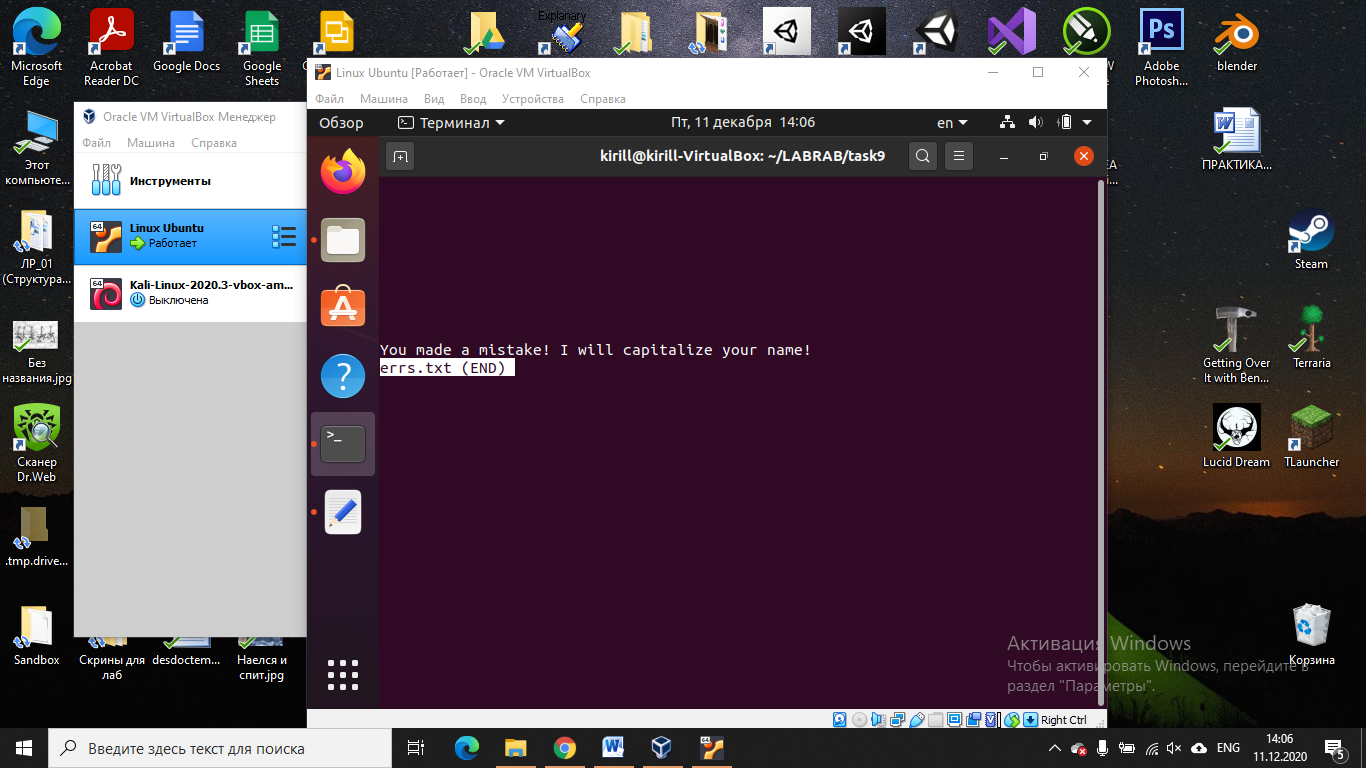 Microsoft Edge
Acrobat Reader DC
Google Docs
Google Sheets
Explanary
Adobe Photosh...
blender
Ps
Linux Ubuntu [Работает] - Oracle VM VirtualBox
Файл Машина Вид Ввод Устройства Справка
Обзор
Терминал
Пт, 11 декабря 14:06
en
kirill@kirill-VirtualBox: ~/LABRAB/task9
You made a mistake! I will capitalize your name!
errs.txt (END)
>_
Right Ctrl
Oracle VM VirtualBox Менеджер
Файл Машина Справка
Инструменты
64
Linux Ubuntu
Работает
64
Kali-Linux-2020.3-vbox-am...
Выключена
Этот компьюте...
ЛР_01 (Структура...
Без названия.jpg
Сканер Dr.Web
.tmp.drive...
Sandbox
Скрины для лаб
desdoctem...
Наелся и спит.jpg
ПРАКТИКА...
Steam
Getting Over It with Ben...
Terraria
Lucid Dream
TLauncher
Корзина
Активация Windows
Чтобы активировать Windows, перейдите в
раздел "Параметры".
Введите здесь текст для поиска
ENG
14:06
11.12.2020
5